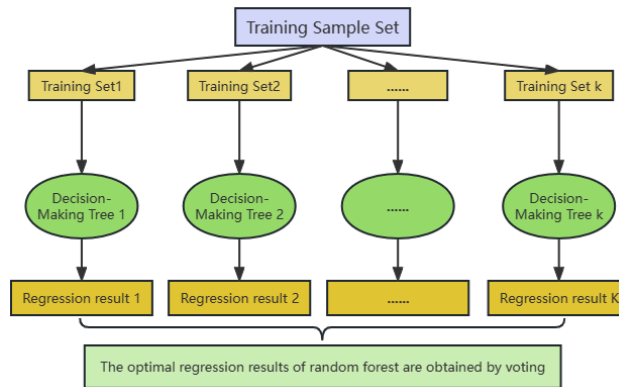 Training Sample Set
Training Set1
Training Set2
......
Training Set k
Decision-
Making Tree 1
Decision-
Making Tree 2
......
Decision-
Making Tree k
Regression result 1
Regression result 2
......
Regression result K
The optimal regression results of random forest are obtained by voting